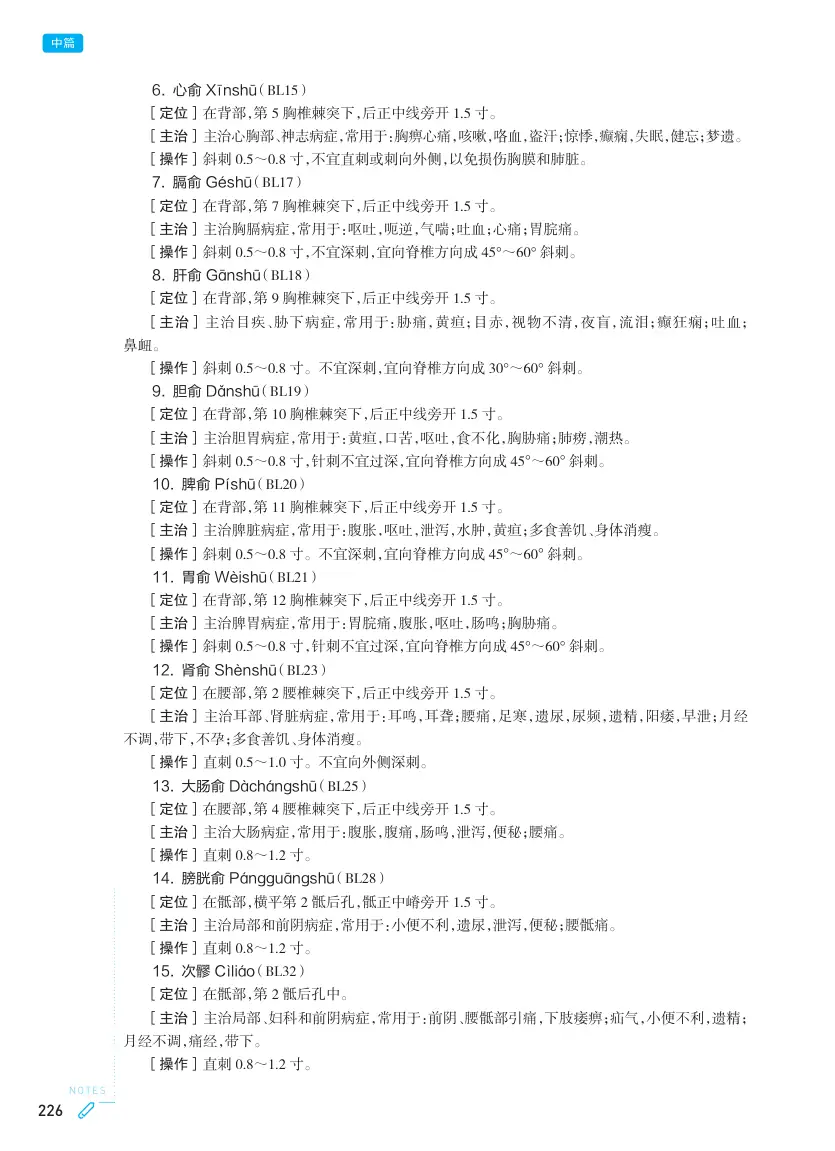 中篇
6. 心俞 Xīnshū（BL15）
［定位］在背部，第 5 胸椎棘突下，后正中线旁开 1.5 寸。
［主治］主治心胸部、神志病症，常用于：胸痹心痛，咳嗽，咯血，盗汗；惊悸，癫痫，失眠，健忘；梦遗。
［操作］斜刺 0.5～0.8 寸，不宜直刺或刺向外侧，以免损伤胸膜和肺脏。
7. 膈俞 Géshū（BL17）
［定位］在背部，第 7 胸椎棘突下，后正中线旁开 1.5 寸。
［主治］主治胸膈病症，常用于：呕吐，呃逆，气喘；吐血；心痛；胃脘痛。
［操作］斜刺 0.5～0.8 寸，不宜深刺，宜向脊椎方向成 45°～60° 斜刺。
8. 肝俞 Gānshū（BL18）
［定位］在背部，第 9 胸椎棘突下，后正中线旁开 1.5 寸。
［主治］主治目疾、胁下病症，常用于：胁痛，黄疸；目赤，视物不清，夜盲，流泪；癫狂痫；吐血；
鼻衄。
［操作］斜刺 0.5～0.8 寸。不宜深刺，宜向脊椎方向成 30°～60° 斜刺。
9. 胆俞 Dǎnshū（BL19）
［定位］在背部，第 10 胸椎棘突下，后正中线旁开 1.5 寸。
［主治］主治胆胃病症，常用于：黄疸，口苦，呕吐，食不化，胸胁痛；肺痨，潮热。
［操作］斜刺 0.5～0.8 寸，针刺不宜过深，宜向脊椎方向成 45°～60° 斜刺。
10. 脾俞 Píshū（BL20）
［定位］在背部，第 11 胸椎棘突下，后正中线旁开 1.5 寸。
［主治］主治脾脏病症，常用于：腹胀，呕吐，泄泻，水肿，黄疸；多食善饥、身体消瘦。
［操作］斜刺 0.5～0.8 寸。不宜深刺，宜向脊椎方向成 45°～60° 斜刺。
11. 胃俞 Wèishū（BL21）
［定位］在背部，第 12 胸椎棘突下，后正中线旁开 1.5 寸。
［主治］主治脾胃病症，常用于：胃脘痛，腹胀，呕吐，肠鸣；胸胁痛。
［操作］斜刺 0.5～0.8 寸，针刺不宜过深，宜向脊椎方向成 45°～60° 斜刺。
12. 肾俞 Shènshū（BL23）
［定位］在腰部，第 2 腰椎棘突下，后正中线旁开 1.5 寸。
［主治］主治耳部、肾脏病症，常用于：耳鸣，耳聋；腰痛，足寒，遗尿，尿频，遗精，阳痿，早泄；月经
不调，带下，不孕；多食善饥、身体消瘦。
［操作］直刺 0.5～1.0 寸。不宜向外侧深刺。
13. 大肠俞 Dàchángshū（BL25）
［定位］在腰部，第 4 腰椎棘突下，后正中线旁开 1.5 寸。
［主治］主治大肠病症，常用于：腹胀，腹痛，肠鸣，泄泻，便秘；腰痛。
［操作］直刺 0.8～1.2 寸。
14. 膀胱俞 Pángguāngshū（BL28）
［定位］在骶部，横平第 2 骶后孔，骶正中嵴旁开 1.5 寸。
［主治］主治局部和前阴病症，常用于：小便不利，遗尿，泄泻，便秘；腰骶痛。
［操作］直刺 0.8～1.2 寸。
15. 次髎 Cìliáo（BL32）
［定位］在骶部，第 2 骶后孔中。
［主治］主治局部、妇科和前阴病症，常用于：前阴、腰骶部引痛，下肢痿痹；疝气，小便不利，遗精；
月经不调，痛经，带下。
［操作］直刺 0.8～1.2 寸。
NOTES
226